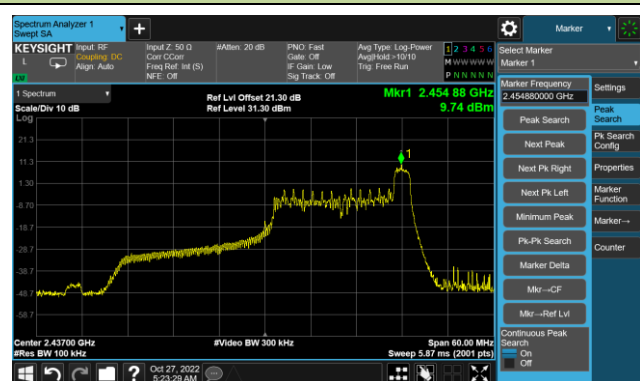 Spectrum Analyzer 1
Swept SA
Marker
KEYSIGHT
L
Input: RF
Coupling: DC
Align: Auto
Input Z: 50 Ω
Corr CCorr
Freq Ref: Int (S)
NFE: Off
#Atten: 20 dB
PNO: Fast
Gate: Off
IF Gain: Low
Sig Track: Off
Avg Type: Log-Power
Avg|Hold:>10/10
Trig: Free Run
1 2 3 4 5 6
M W W W W W
P N N N N N
Select Marker
Marker 1
1 Spectrum
Scale/Div 10 dB
Log
Ref Lvl Offset 21.30 dB
Ref Level 31.30 dBm
Mkr1 2.454 88 GHz
9.74 dBm
1
21.3
11.3
1.30
-8.70
-18.7
-28.7
-38.7
-48.7
-58.7
Center 2.43700 GHz
#Res BW 100 kHz
#Video BW 300 kHz
Span 60.00 MHz
Sweep 5.87 ms (2001 pts)
Marker Frequency
2.454880000 GHz
Peak Search
Next Peak
Next Pk Right
Next Pk Left
Minimum Peak
Pk-Pk Search
Marker Delta
Mkr→CF
Mkr→Ref Lvl
Continuous Peak
Search
On
Off
Settings
Peak
Search
Pk Search
Config
Properties
Marker
Function
Marker→
Counter
?
Oct 27, 2022
5:23:29 AM